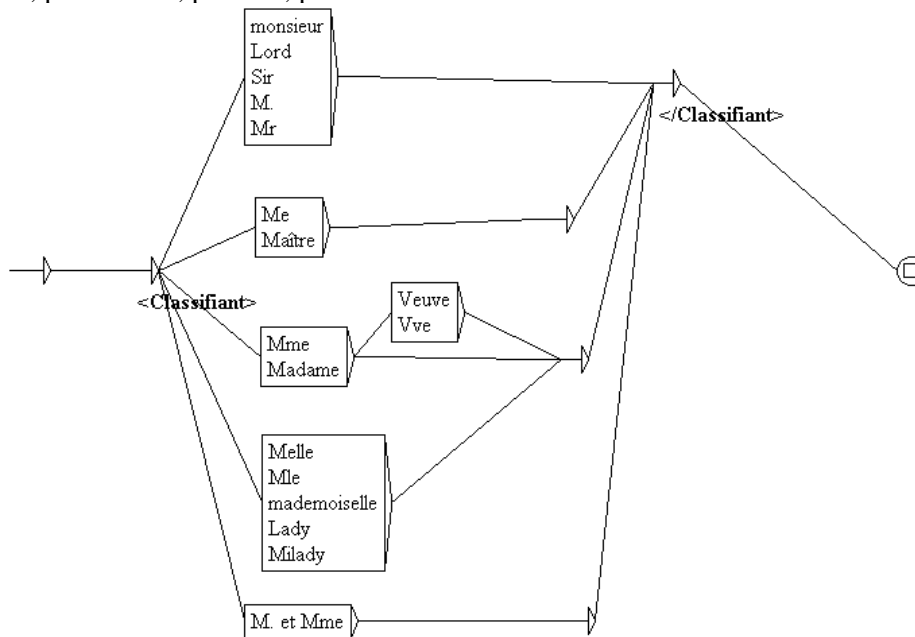 monsieur
Lord
Sir
M.
Mr
</Classifiant>
Me
Maître
<Classifiant>
Veuve
Vve
Mme
Madame
Melle
Mle
mademoiselle
Lady
Milady
M. et Mme